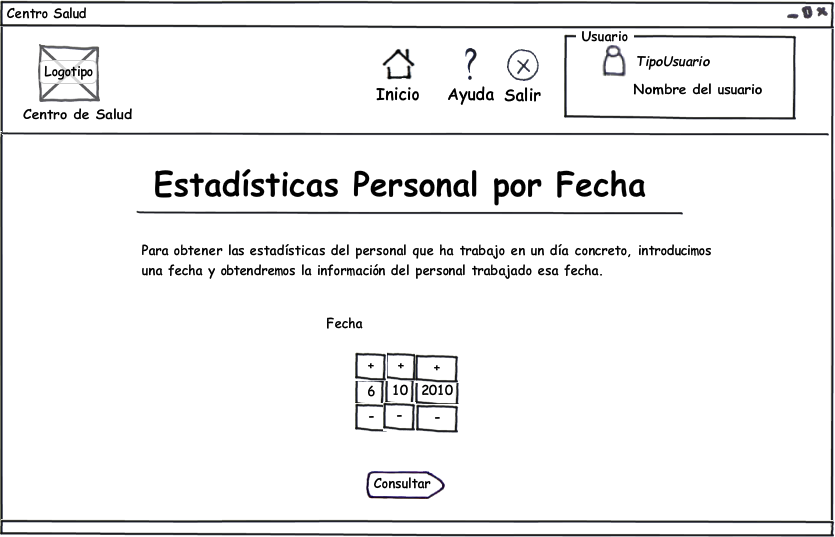 Centro Salud
Logotipo
Centro de Salud
Inicio
?
Ayuda
Salir
Usuario
TipoUsuario
Nombre del usuario
Estadísticas Personal por Fecha
Para obtener las estadísticas del personal que ha trabajo en un día concreto, introducimos
una fecha y obtendremos la información del personal trabajado esa fecha.
Fecha
+ + +
6 10 2010
- - -
Consultar